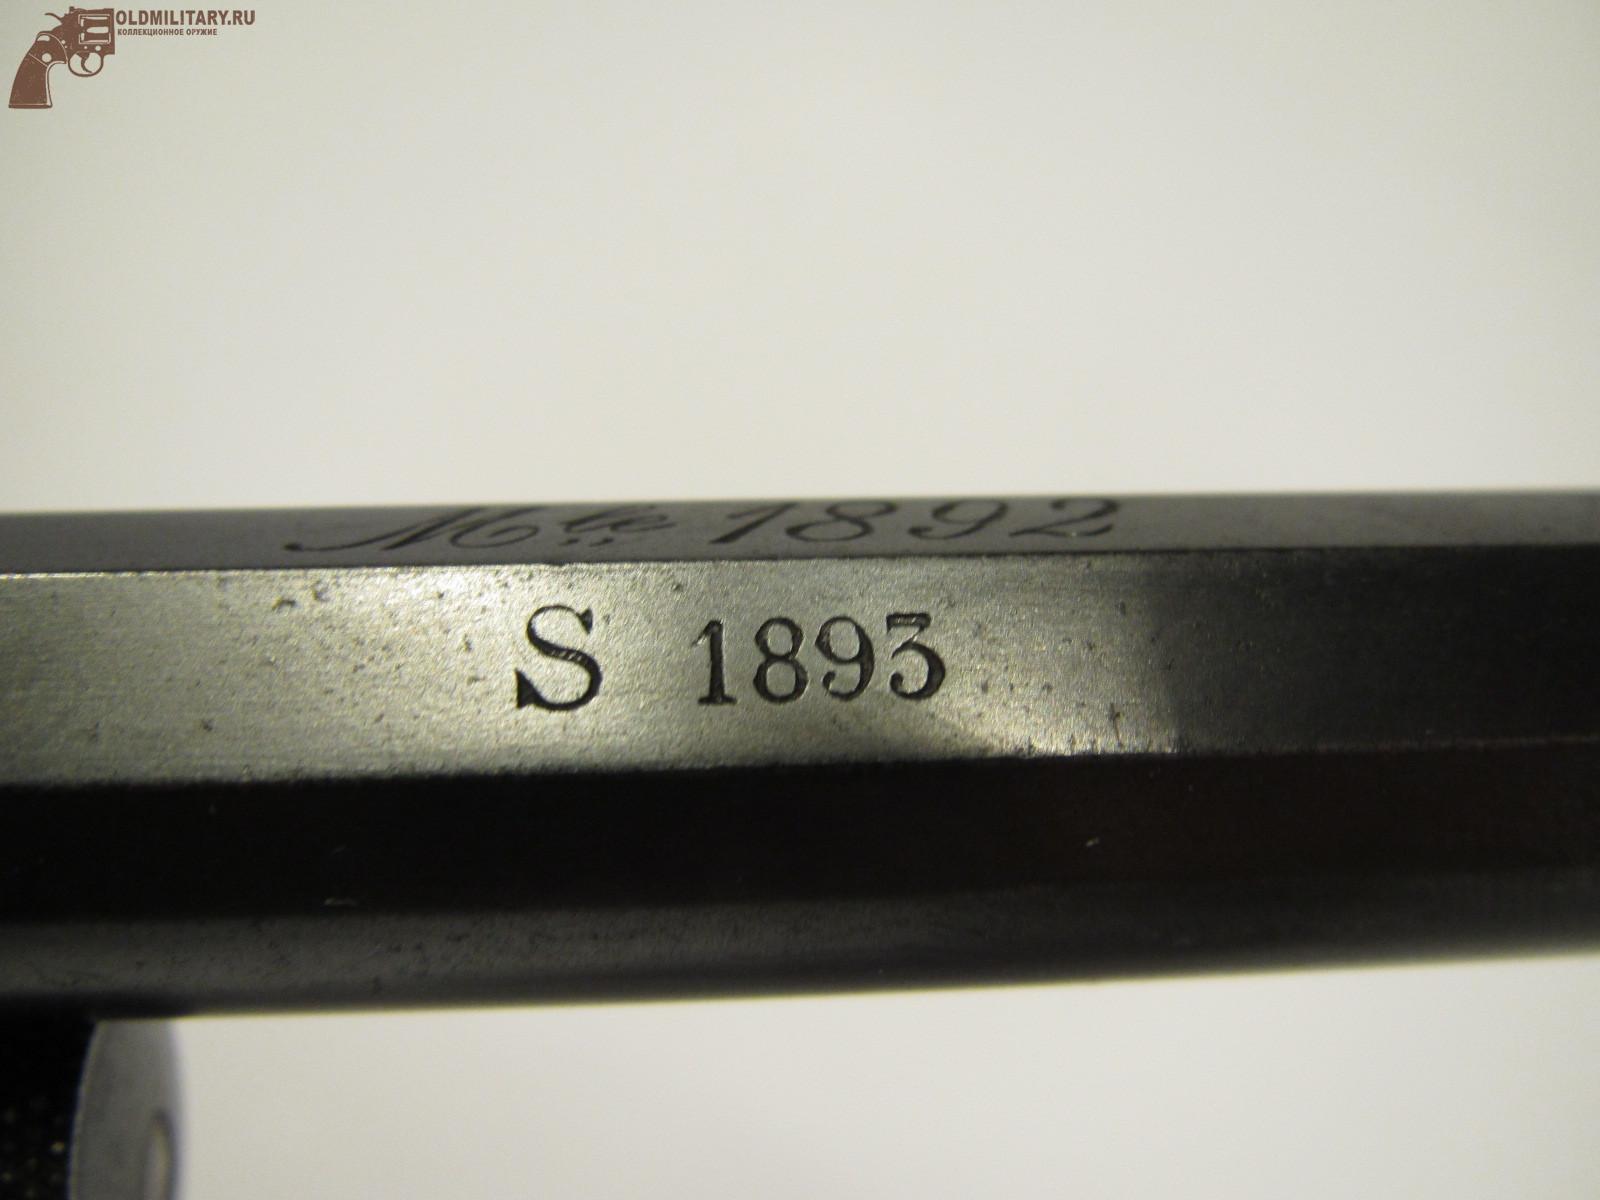 OLDMILITARY.RU
КОЛЛЕКЦИОННОЕ ОРУЖИЕ
Mle 1892
S 1893